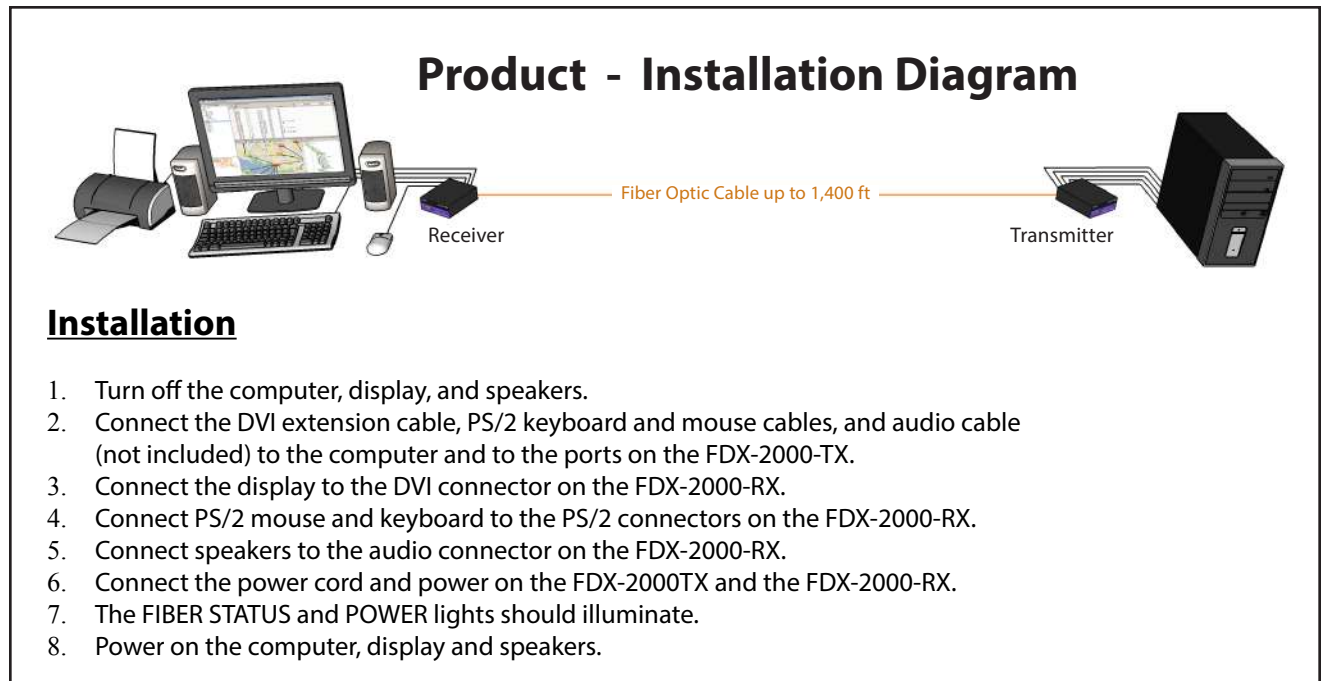 Product - Installation Diagram
Fiber Optic Cable up to 1,400 ft
Receiver
Transmitter
Installation
1. Turn off the computer, display, and speakers.
2. Connect the DVI extension cable, PS/2 keyboard and mouse cables, and audio cable
(not included) to the computer and to the ports on the FDX-2000-TX.
3. Connect the display to the DVI connector on the FDX-2000-RX.
4. Connect PS/2 mouse and keyboard to the PS/2 connectors on the FDX-2000-RX.
5. Connect speakers to the audio connector on the FDX-2000-RX.
6. Connect the power cord and power on the FDX-2000TX and the FDX-2000-RX.
7. The FIBER STATUS and POWER lights should illuminate.
8. Power on the computer, display and speakers.